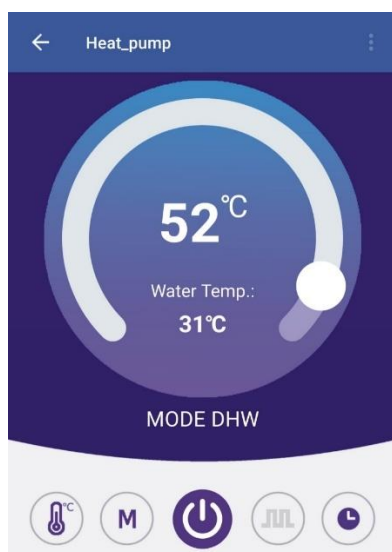 Heat_pump
52°C
Water Temp.:
31°C
MODE DHW
°C
M